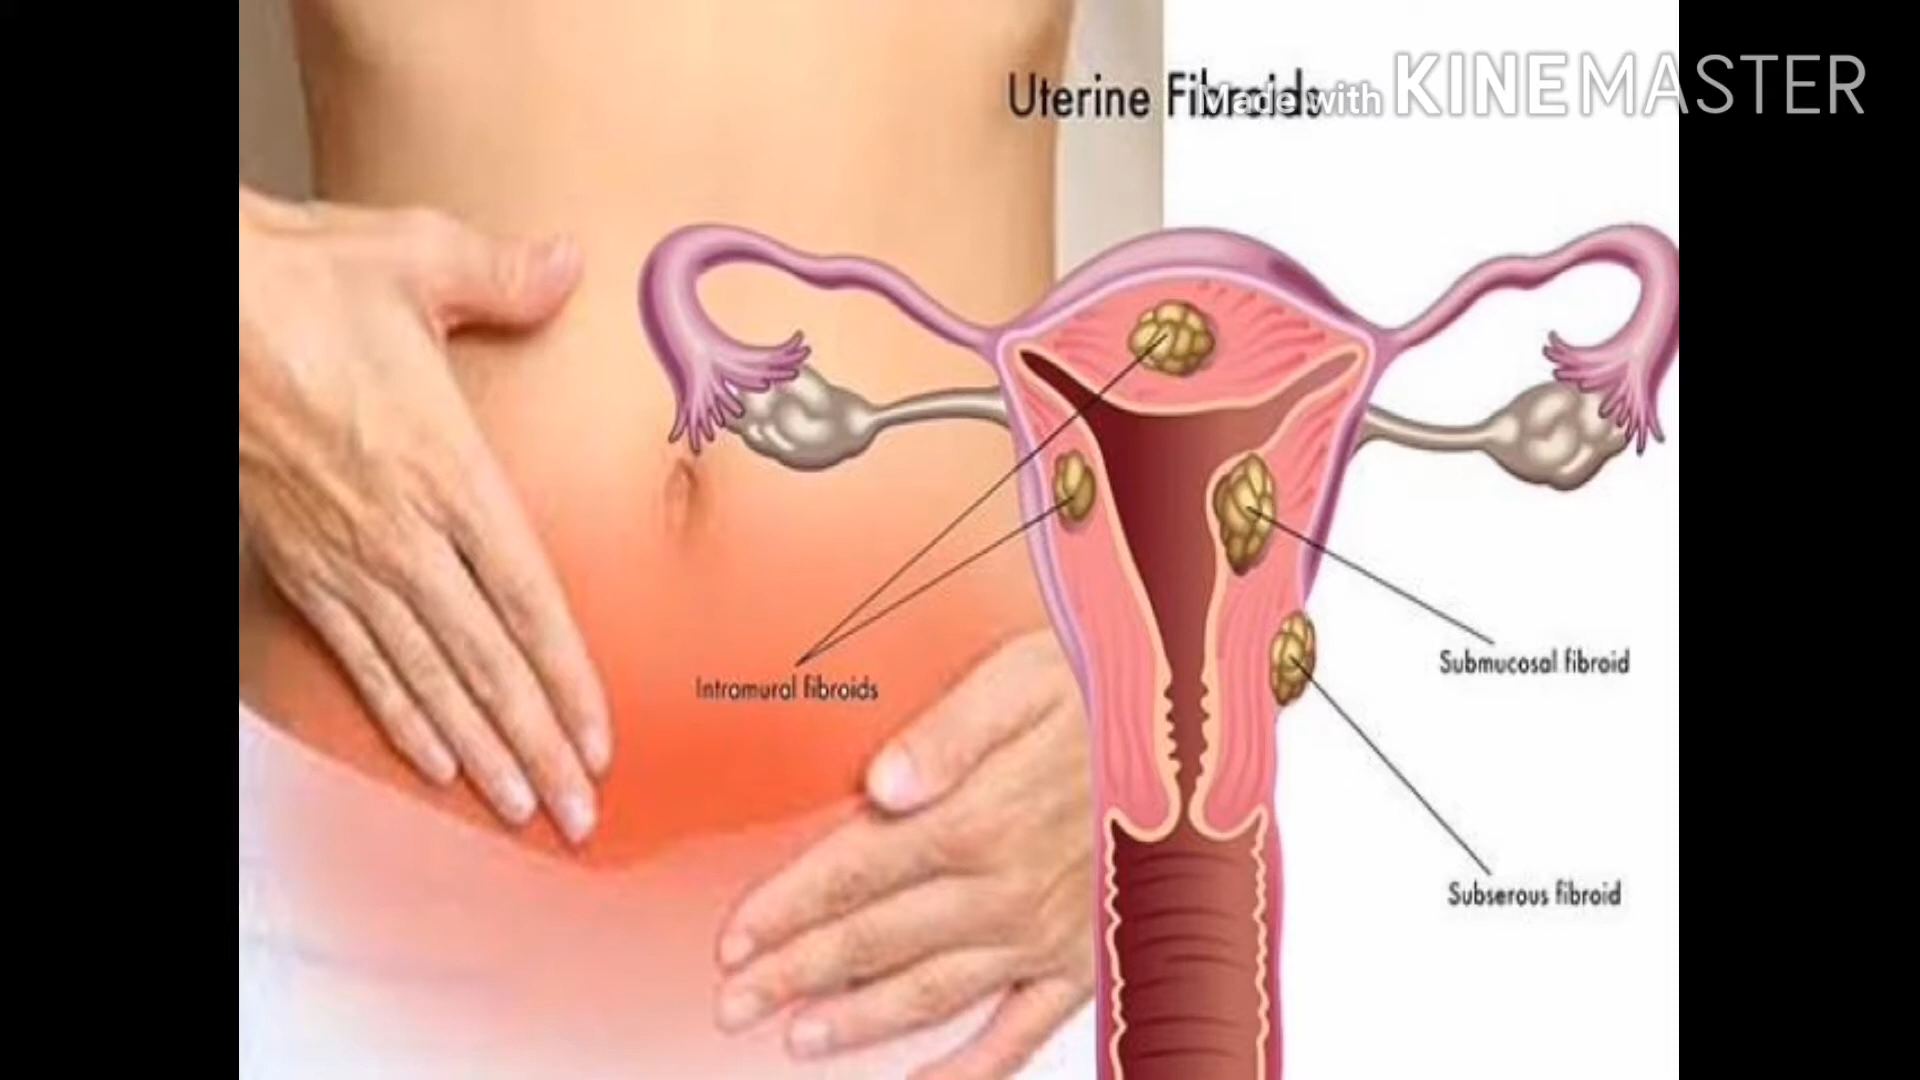 Uterine Fibroids
Made with KINEMASTER
Intramural fibroids
Submucosal fibroid
Subserous fibroid